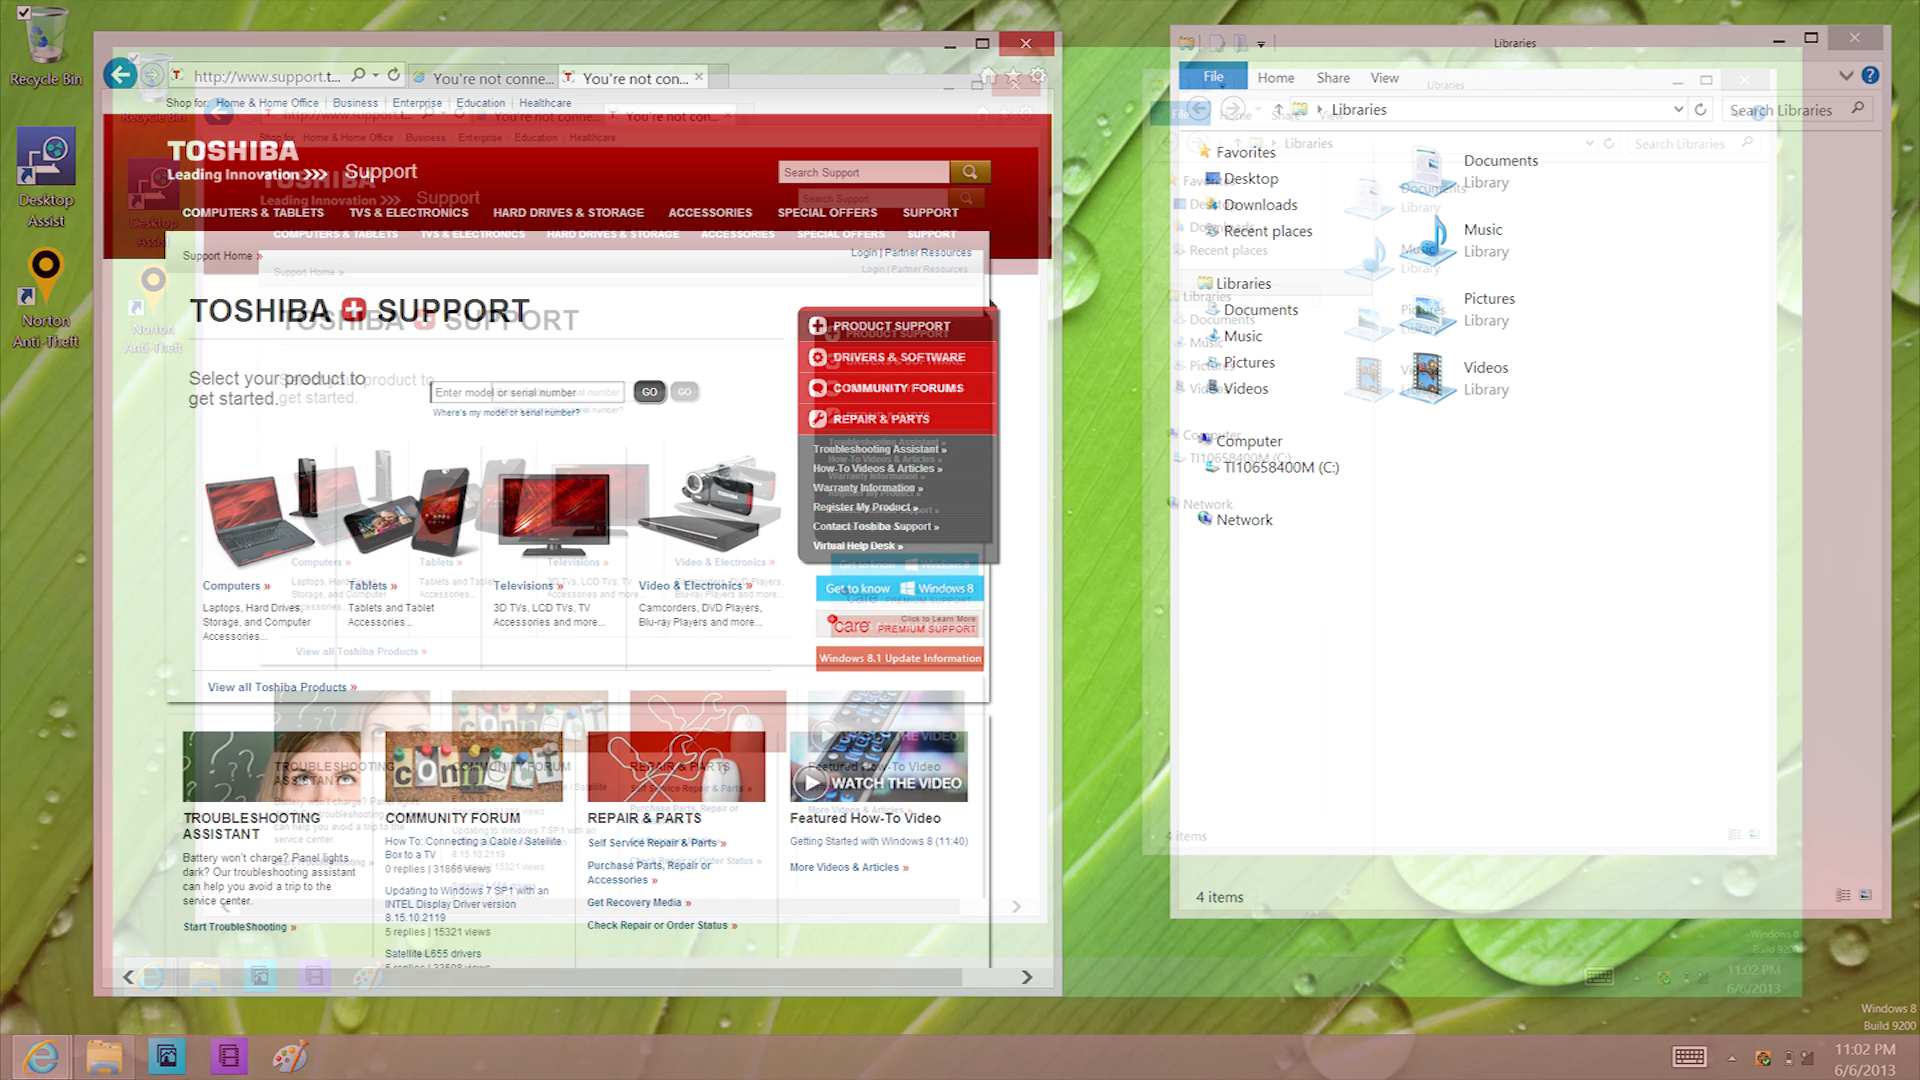 Recycle Bin
Desktop
Assist
Norton
Anti-Theft
http://www.support.t...
You're not conne...
You're not con...
Shop for: Home & Home Office | Business | Enterprise | Education | Healthcare
TOSHIBA
Leading Innovation >>>
Support
Search Support
COMPUTERS & TABLETS
TVS & ELECTRONICS
HARD DRIVES & STORAGE
ACCESSORIES
SPECIAL OFFERS
SUPPORT
Support Home »
Login | Partner Resources
TOSHIBA SUPPORT
Select your product to
get started.
Enter model or serial number
GO
Where's my model or serial number?
PRODUCT SUPPORT
DRIVERS & SOFTWARE
COMMUNITY FORUMS
REPAIR & PARTS
Troubleshooting Assistant »
How-To Videos & Articles »
Warranty Information »
Register My Product »
Contact Toshiba Support »
Virtual Help Desk »
Computers »
Laptops, Hard Drives,
Storage, and Computer
Accessories...
Tablets »
Tablets and Tablet
Accessories...
Televisions »
3D TVs, LCD TVs, TV
Accessories and more...
Video & Electronics »
Camcorders, DVD Players,
Blu-ray Players and more...
Get to know Windows 8
Click to Learn More
care PREMIUM SUPPORT
Windows 8.1 Update Information
View all Toshiba Products »
connect
WATCH THE VIDEO
TROUBLESHOOTING
ASSISTANT
Battery won't charge? Panel lights
dark? Our troubleshooting assistant
can help you avoid a trip to the
service center.
Start TroubleShooting »
COMMUNITY FORUM
How To: Connecting a Cable / Satellite
Box to a TV
0 replies | 31866 views
Updating to Windows 7 SP1 with an
INTEL Display Driver version
8.15.10.2119
5 replies | 15321 views
Satellite L655 drivers
REPAIR & PARTS
Self Service Repair & Parts »
Purchase Parts, Repair or
Accessories »
Get Recovery Media »
Check Repair or Order Status »
Featured How-To Video
Getting Started with Windows 8 (11:40)
More Videos & Articles »
Libraries
File
Home
Share
View
Libraries
Search Libraries
Favorites
Desktop
Downloads
Recent places
Libraries
Documents
Music
Pictures
Videos
Computer
TI10658400M (C:)
Network
Documents
Library
Music
Library
Pictures
Library
Videos
Library
4 items
Windows 8
Build 9200
11:02 PM
6/6/2013